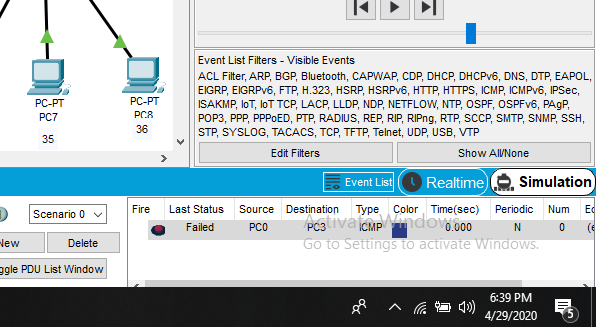 Event List Filters - Visible Events
ACL Filter, ARP, BGP, Bluetooth, CAPWAP, CDP, DHCP, DHCPv6, DNS, DTP, EAPOL,
EIGRP, EIGRPv6, FTP, H.323, HSRP, HSRPv6, HTTP, HTTPS, ICMP, ICMPv6, IPSec,
ISAKMP, IoT, IoT TCP, LACP, LLDP, NDP, NETFLOW, NTP, OSPF, OSPFv6, PAgP,
POP3, PPP, PPPoED, PTP, RADIUS, REP, RIP, RIPng, RTP, SCCP, SMTP, SNMP, SSH,
STP, SYSLOG, TACACS, TCP, TFTP, Telnet, UDP, USB, VTP
Edit Filters Show All/None
PC-PT
PC7
35
PC-PT
PC8
36
Event List Realtime Simulation
Scenario 0
New Delete
ggle PDU List Window
Fire Last Status Source Destination Type Color Time(sec) Periodic Num Ed
Failed PC0 PC3 ICMP 0.000 N 0 (e
Activate Windows
Go to Settings to activate Windows.
6:39 PM
4/29/2020
5